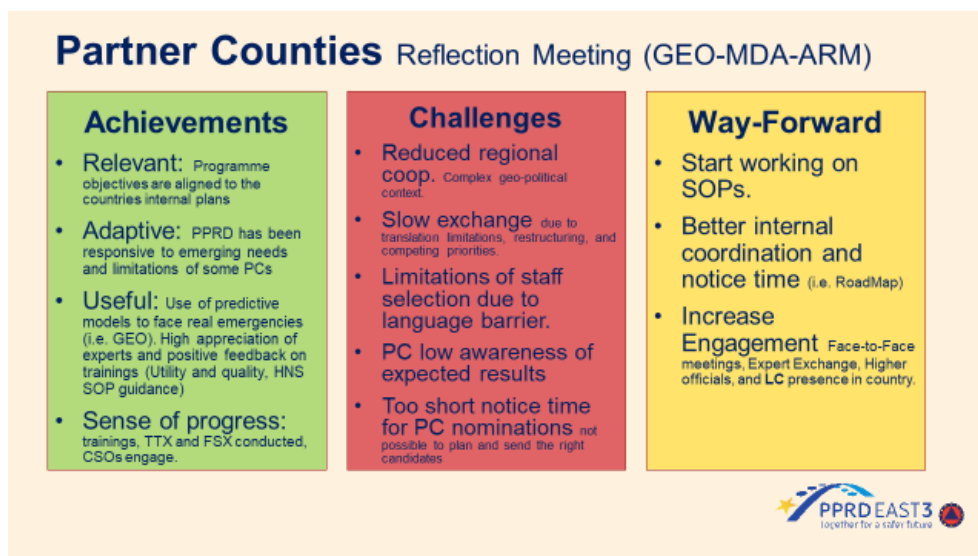 Partner Counties Reflection Meeting (GEO-MDA-ARM)
Achievements
• Relevant: Programme
objectives are aligned to the
countries internal plans
• Adaptive: PPRD has been
responsive to emerging needs
and limitations of some PCs
• Useful: Use of predictive
models to face real emergencies
(i.e. GEO). High appreciation of
experts and positive feedback on
trainings (Utility and quality, HNS
SOP guidance)
• Sense of progress:
trainings, TTX and FSX conducted,
CSOs engage.
Challenges
• Reduced regional
coop. Complex geo-political
context.
• Slow exchange due to
translation limitations, restructuring, and
competing priorities.
• Limitations of staff
selection due to
language barrier.
• PC low awareness of
expected results
• Too short notice time
for PC nominations not
possible to plan and send the right
candidates
Way-Forward
• Start working on
SOPs.
• Better internal
coordination and
notice time (i.e. RoadMap)
• Increase
Engagement Face-to-Face
meetings, Expert Exchange, Higher
officials, and LC presence in country.
PPRD EAST 3
together for a safer future